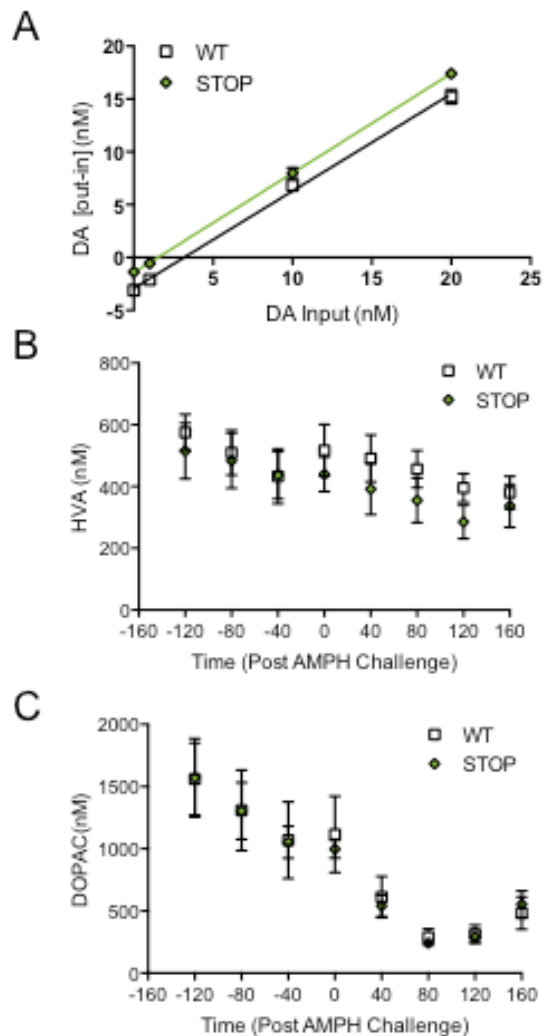 A
WT
STOP
DA [out-in] (nM)
20
15
10
5
0
-5
5 10 15 20 25
DA Input (nM)
B
WT
STOP
HVA (nM)
800
600
400
200
0
-160 -120 -80 -40 0 40 80 120 160
Time (Post AMPH Challenge)
C
WT
STOP
DOPAC(nM)
2000
1500
1000
500
0
-160 -120 -80 -40 0 40 80 120 160
Time (Post AMPH Challenge)